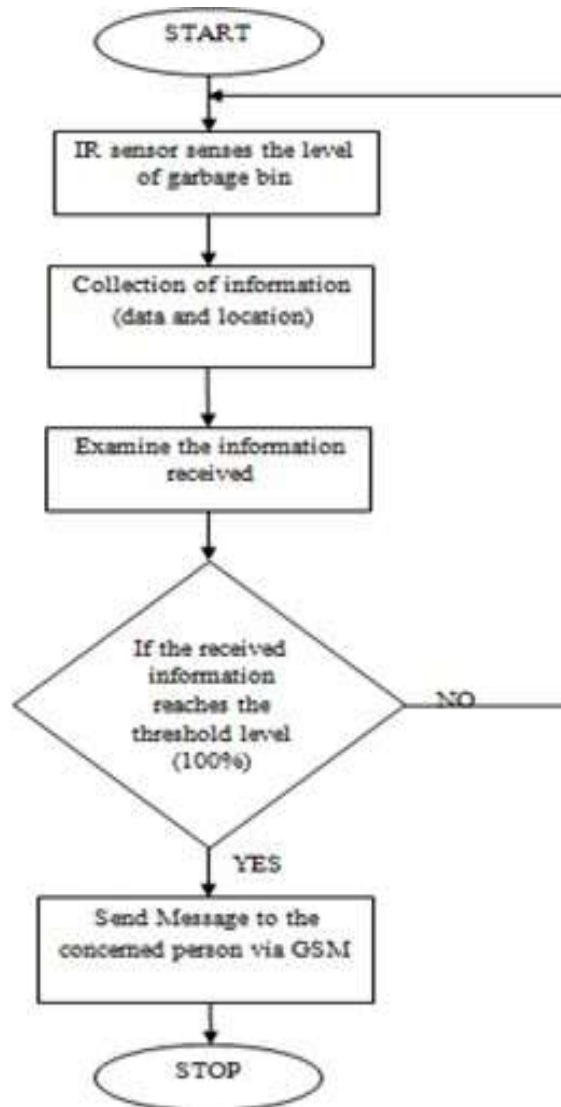 START
IR sensor senses the level
of garbage bin
Collection of information
(data and location)
Examine the information
received
If the received
information
reaches the
threshold level
(100%)
NO
YES
Send Message to the
concerned person via GSM
STOP